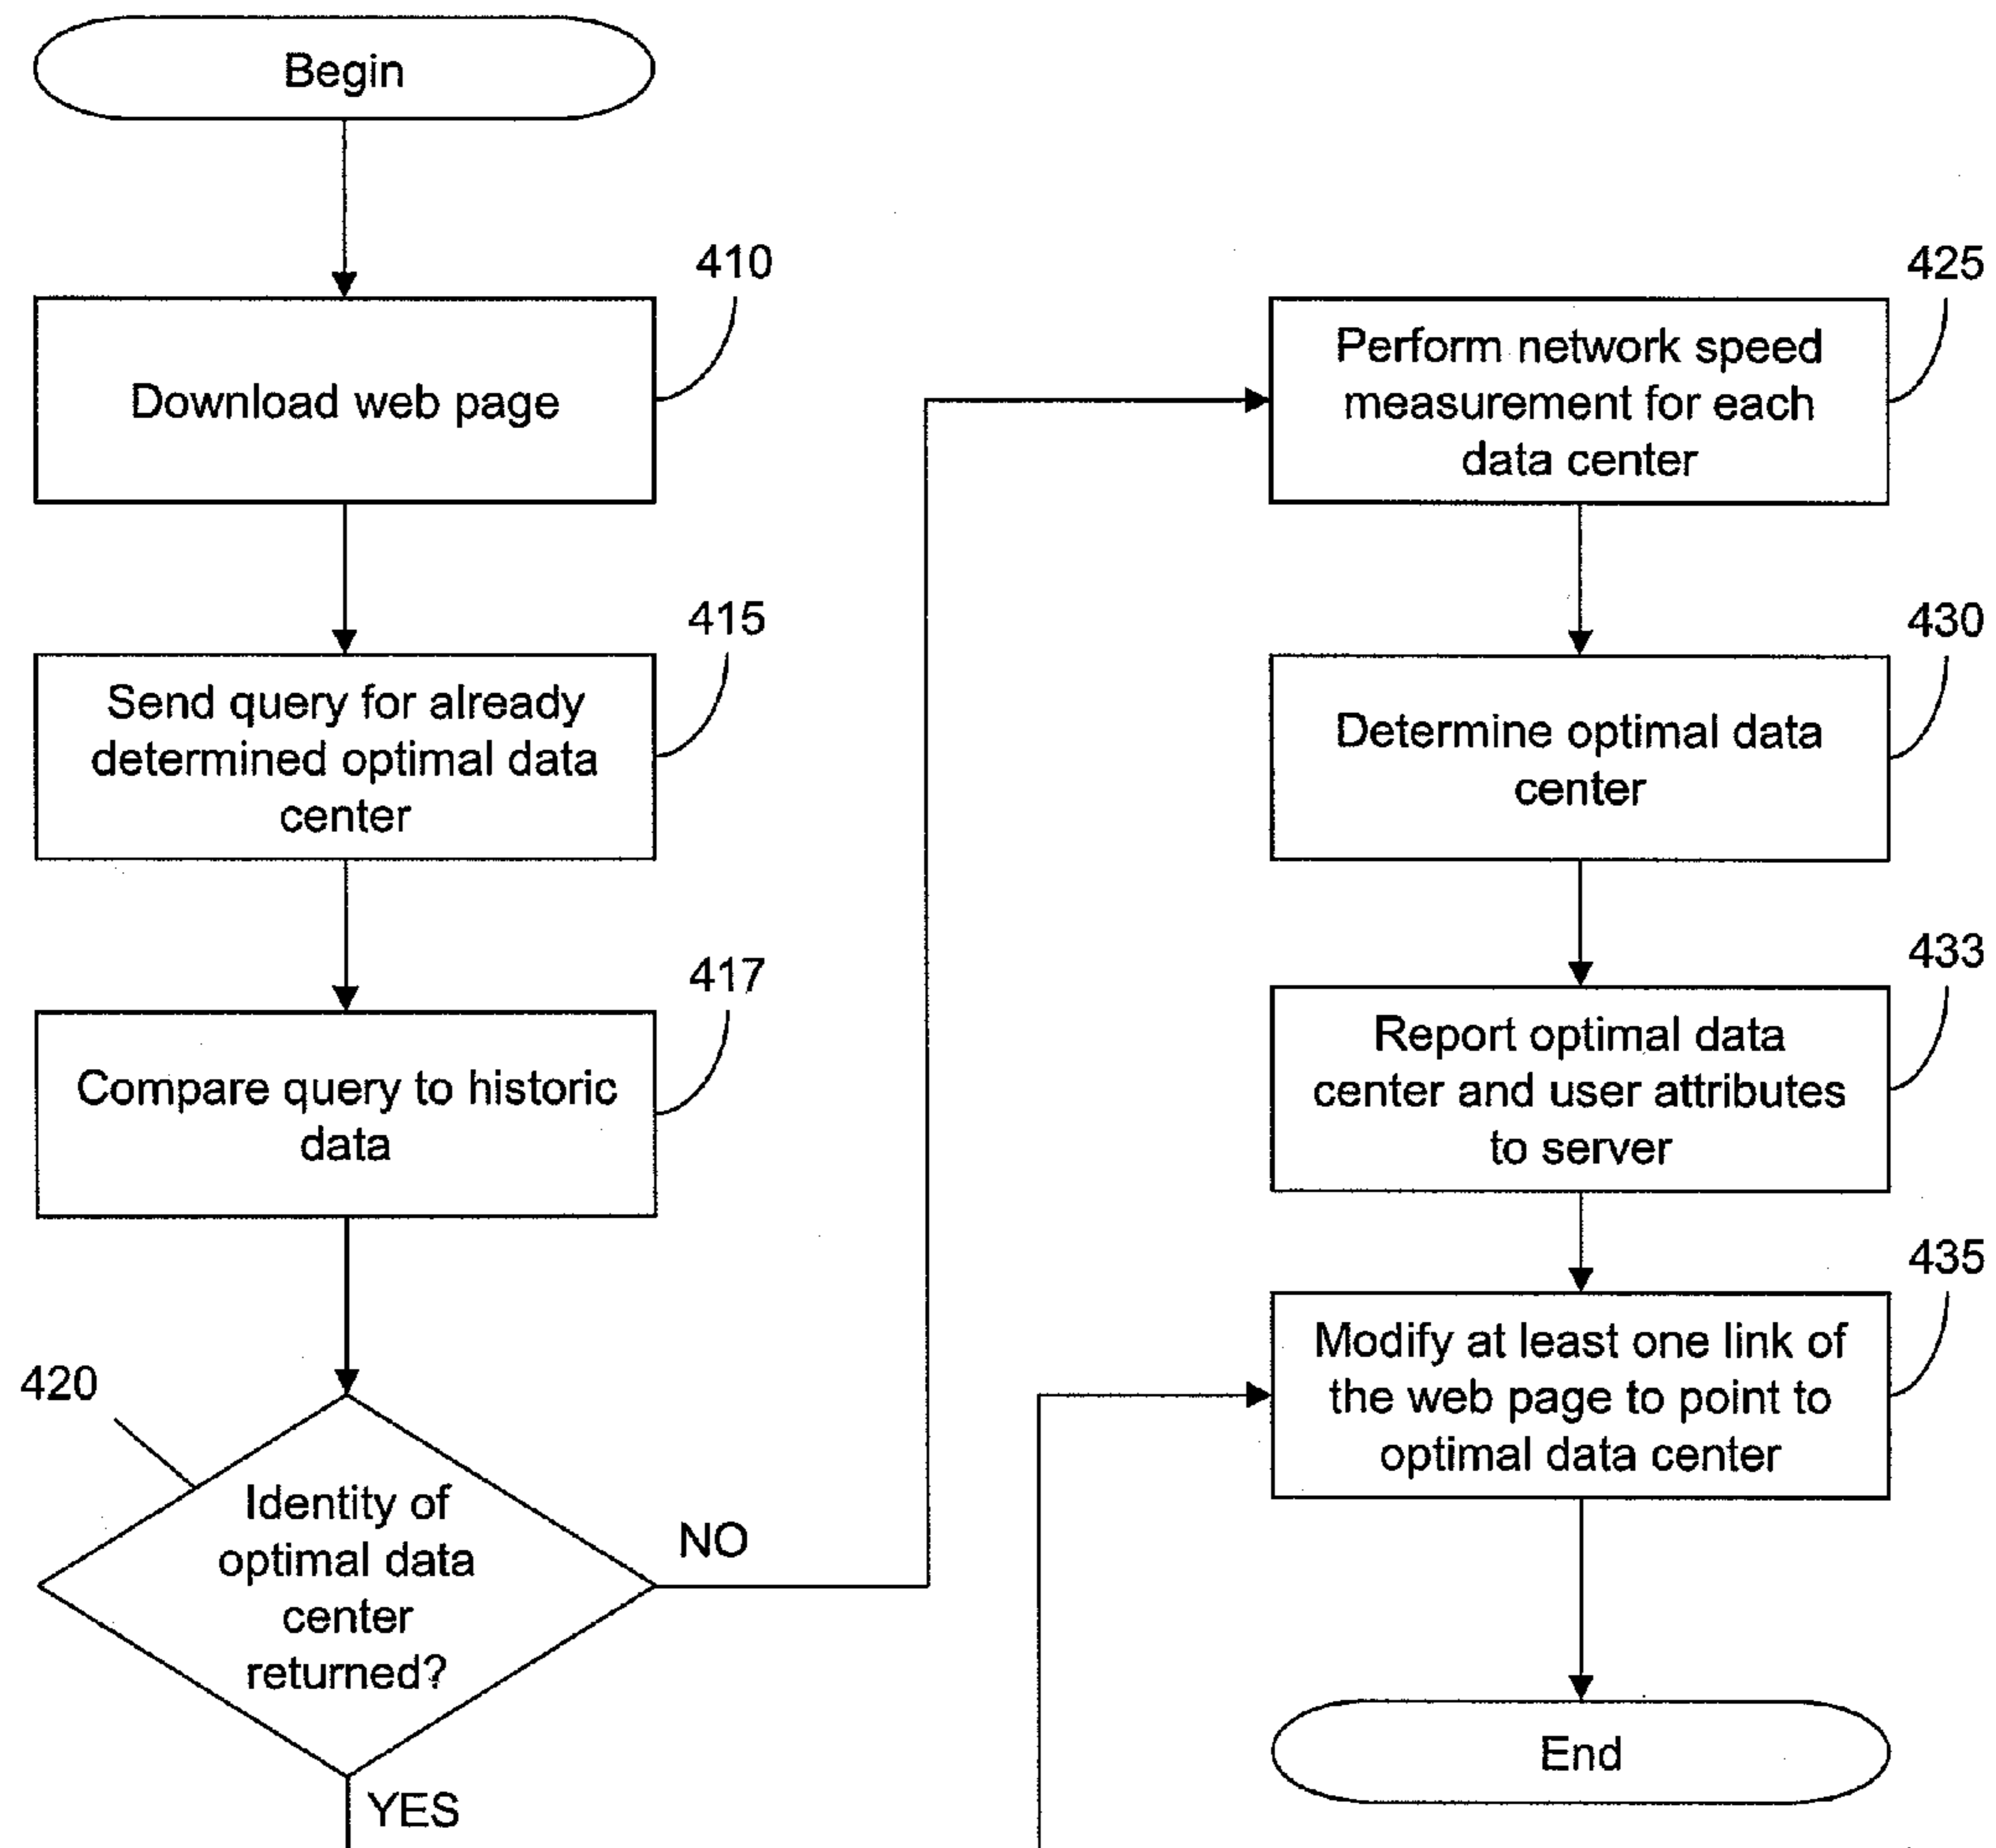 Begin
410
Download web page
415
Send query for already
determined optimal data
center
417
Compare query to historic
data
420
Identity of
optimal data
center
returned?
NO
YES
425
Perform network speed
measurement for each
data center
430
Determine optimal data
center
433
Report optimal data
center and user attributes
to server
435
Modify at least one link of
the web page to point to
optimal data center
End